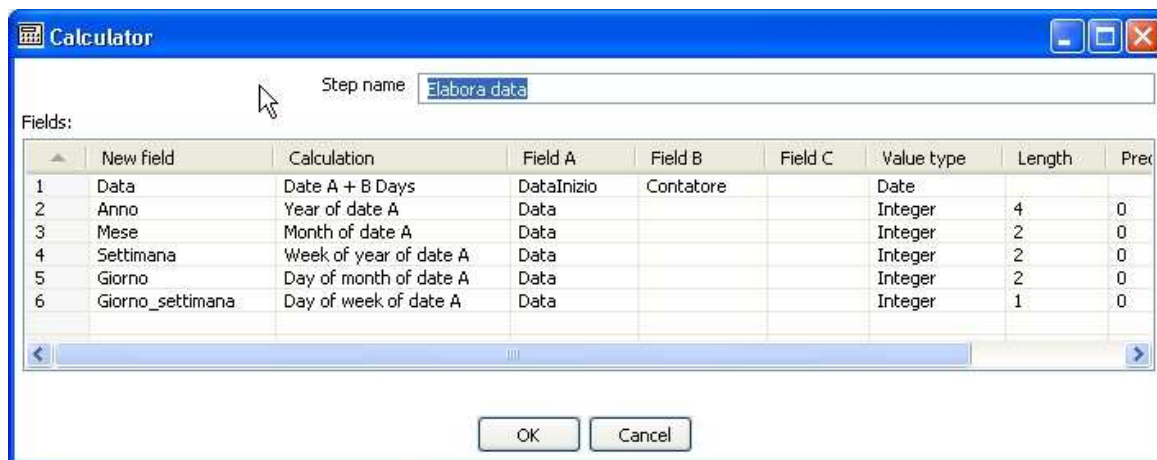 Calculator
Step name Elabora data
Fields:
New field Calculation Field A Field B Field C Value type Length Prec
1 Data Date A + B Days DataInizio Contatore Date
2 Anno Year of date A Data Integer 4 0
3 Mese Month of date A Data Integer 2 0
4 Settimana Week of year of date A Data Integer 2 0
5 Giorno Day of month of date A Data Integer 2 0
6 Giorno_settimana Day of week of date A Data Integer 1 0
OK Cancel